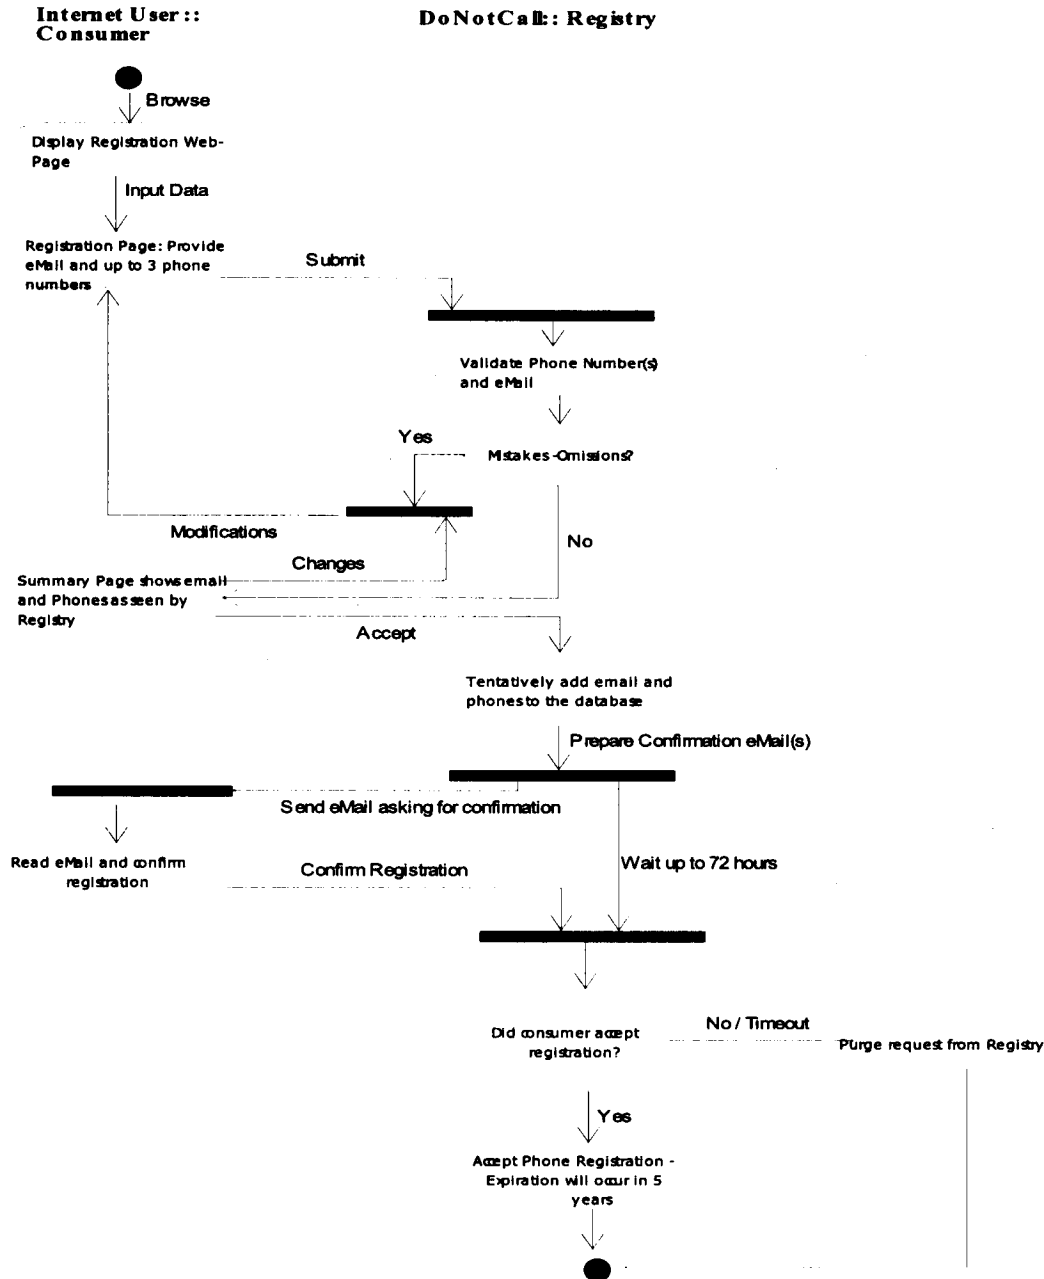 Internet User::
Consumer
DoNotCall:: Registry
Browse
Display Registration Web-
Page
Input Data
Registration Page: Provide
eMail and up to 3 phone
numbers
Submit
Validate Phone Number(s)
and eMail
Yes
Mistakes-Omissions?
Modifications
No
Changes
Summary Page shows email
and Phones as seen by
Registry
Accept
Tentatively add email and
phones to the database
Prepare Confirmation eMail(s)
Send eMail asking for confirmation
Read eMail and confirm
registration
Confirm Registration
Wait up to 72 hours
Did consumer accept
registration?
No / Timeout
Purge request from Registry
Yes
Accept Phone Registration -
Expiration will occur in 5
years